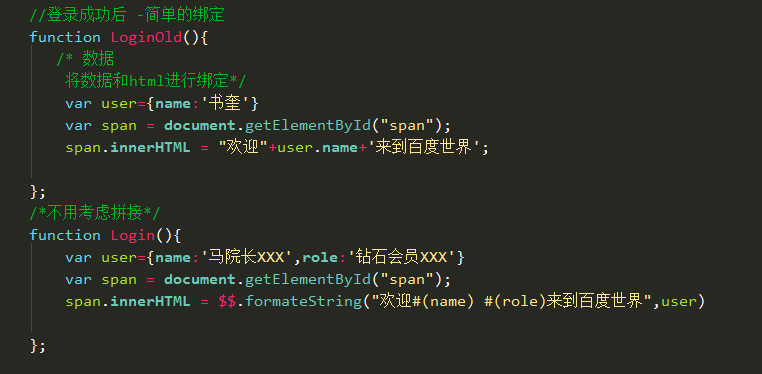 //登录成功后 -简单的绑定
function LoginOld(){
/* 数据
将数据和html进行绑定*/
var user={name:'书奎'}
var span = document.getElementById("span");
span.innerHTML = "欢迎"+user.name+'来到百度世界';
};
/*不用考虑拼接*/
function Login(){
var user={name:'马院长XXX',role:'钻石会员XXX'}
var span = document.getElementById("span");
span.innerHTML = $$.formateString("欢迎#(name) #(role)来到百度世界",user)
};